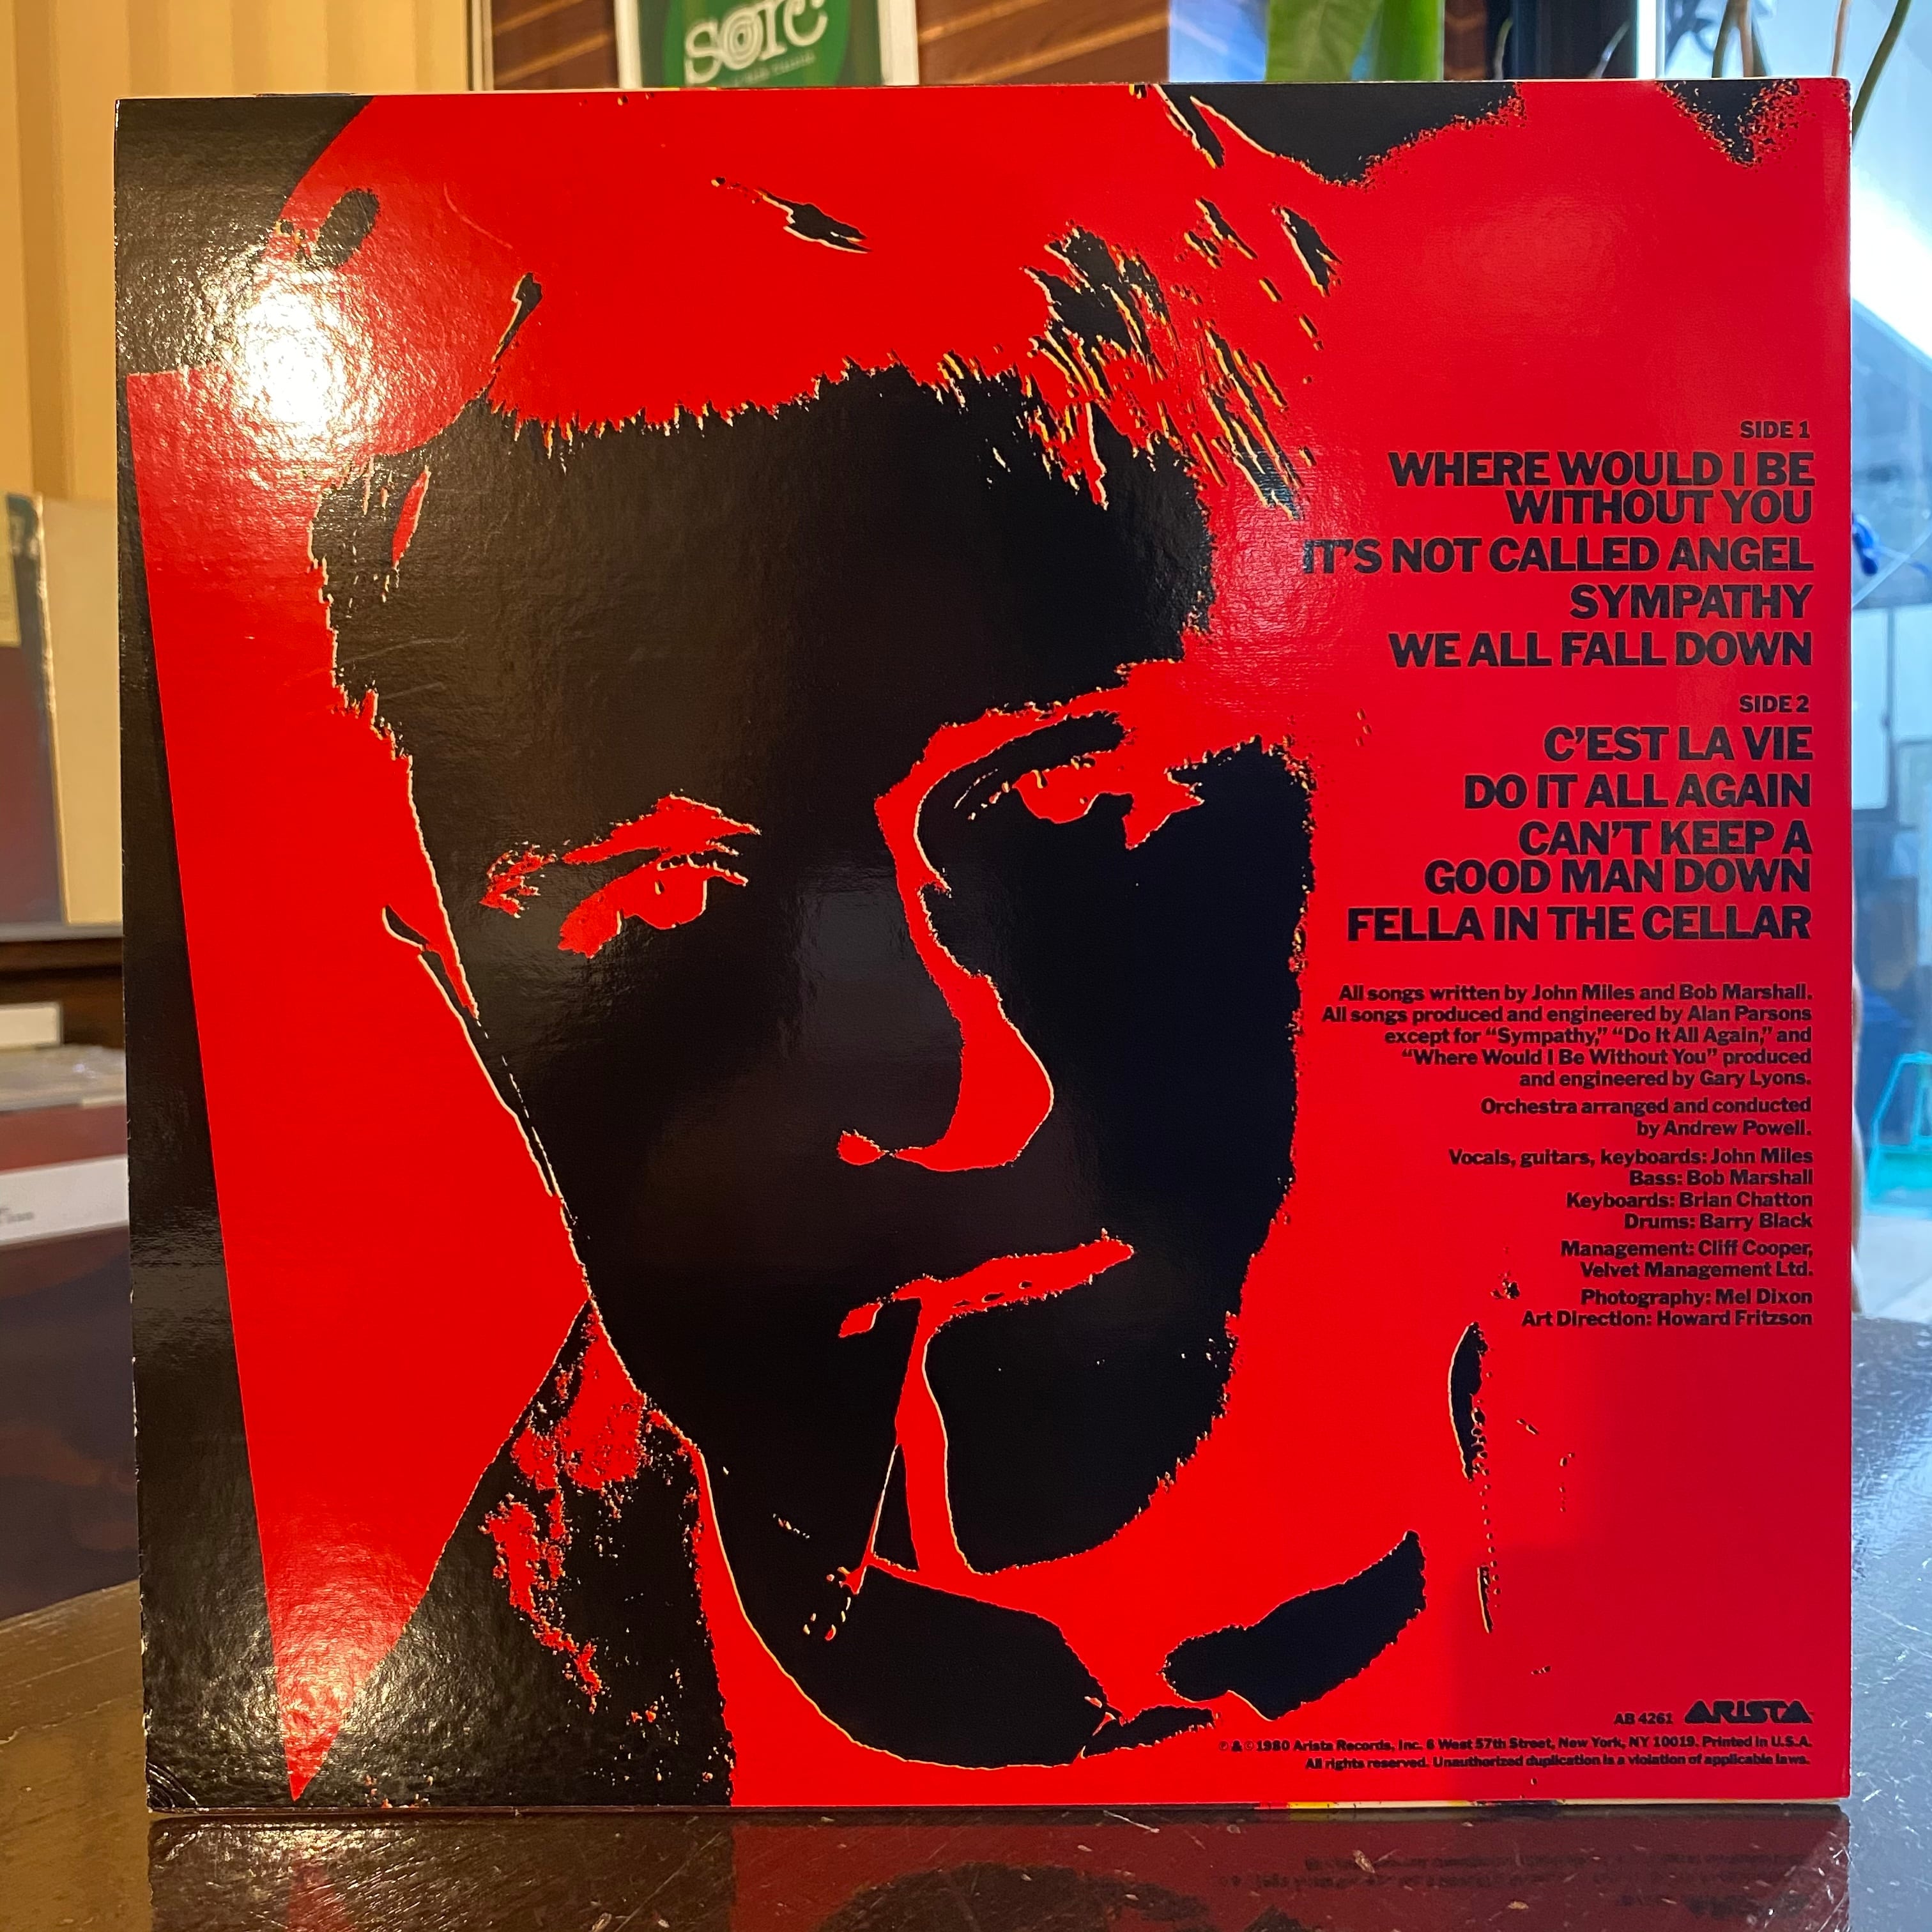 SIDE 1
WHERE WOULD I BE
WITHOUT YOU
IT'S NOT CALLED ANGEL
SYMPATHY
WE ALL FALL DOWN
SIDE 2
C'EST LA VIE
DO IT ALL AGAIN
CAN'T KEEP A
GOOD MAN DOWN
FELLA IN THE CELLAR
All songs written by John Miles and Bob Marshall.
All songs produced and engineered by Alan Parsons
except for “Sympathy,” “Do It All Again,” and
“Where Would I Be Without You” produced
and engineered by Gary Lyons.
Orchestra arranged and conducted
by Andrew Powell.
Vocals, guitars, keyboards: John Miles
Bass: Bob Marshall
Keyboards: Brian Chatton
Drums: Barry Black
Management: Cliff Cooper,
Velvet Management Ltd.
Photography: Mel Dixon
Art Direction: Howard Fritzson
AB 4261 ARISTA
℗ & © 1980 Arista Records, Inc. 6 West 57th Street, New York, NY 10019. Printed in U.S.A.
All rights reserved. Unauthorized duplication is a violation of applicable laws.